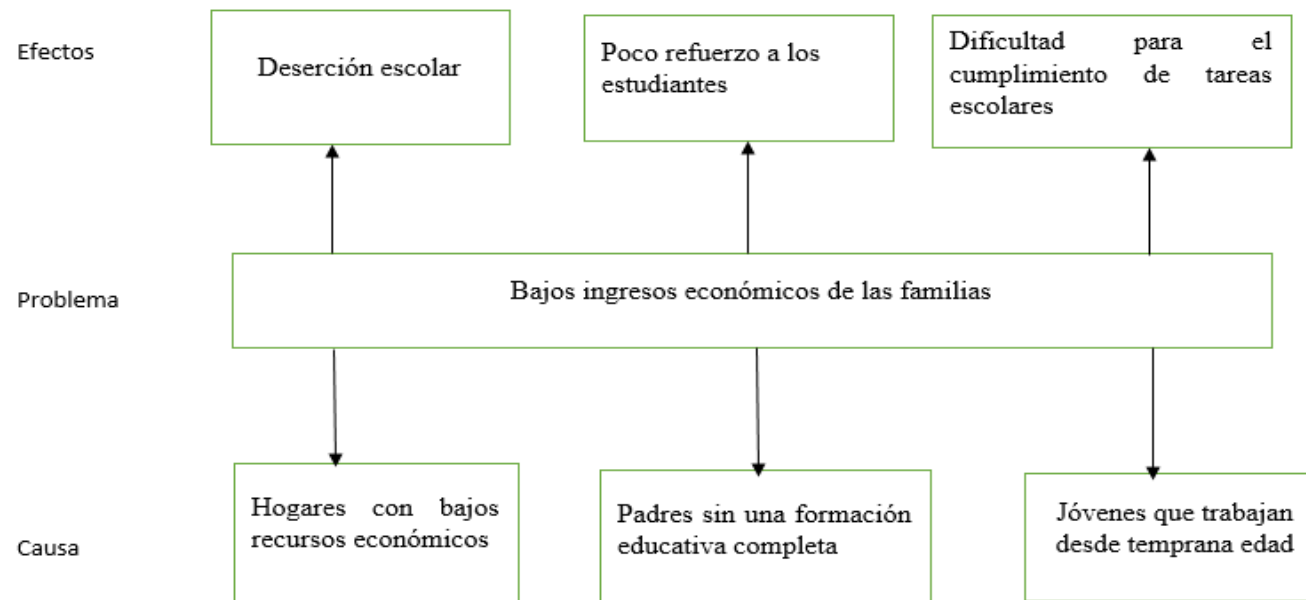 Efectos
Deserción escolar
Poco refuerzo a los
estudiantes
Dificultad para el
cumplimiento de tareas
escolares
Problema
Bajos ingresos económicos de las familias
Causa
Hogares con bajos
recursos económicos
Padres sin una formación
educativa completa
Jóvenes que trabajan
desde temprana edad